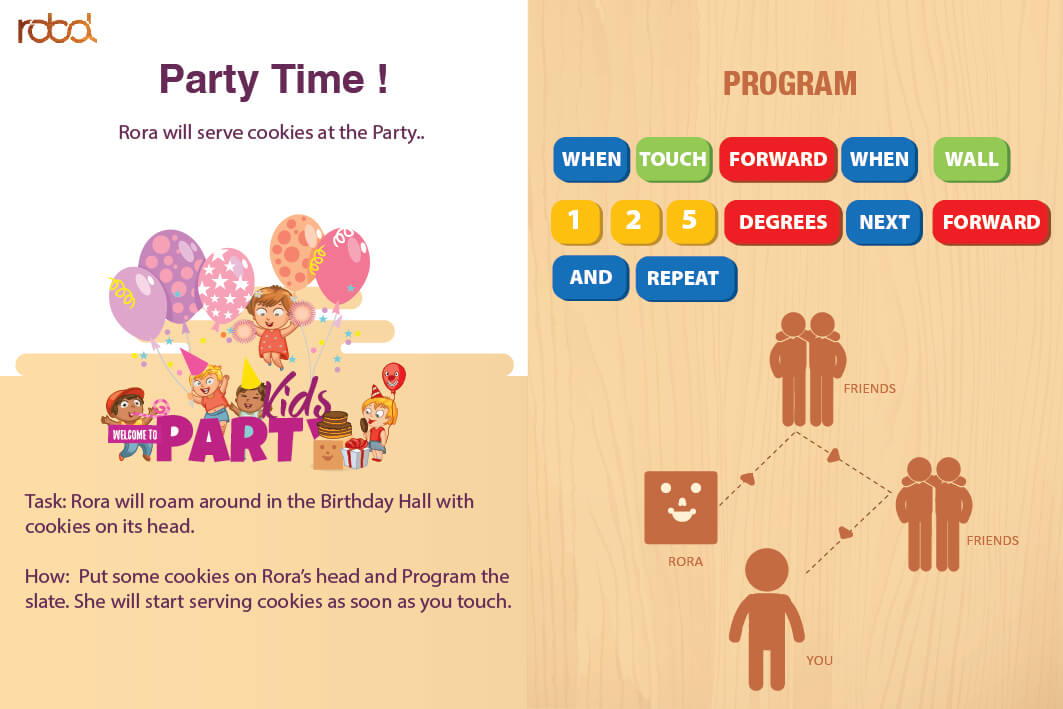 robd
Party Time !
Rora will serve cookies at the Party..
WELCOME TO
Kids
PARTY
Task: Rora will roam around in the Birthday Hall with
cookies on its head.
How:  Put some cookies on Rora's head and Program the
slate. She will start serving cookies as soon as you touch.
PROGRAM
WHEN TOUCH FORWARD WHEN WALL
1 2 5 DEGREES NEXT FORWARD
AND REPEAT
FRIENDS
RORA
FRIENDS
YOU